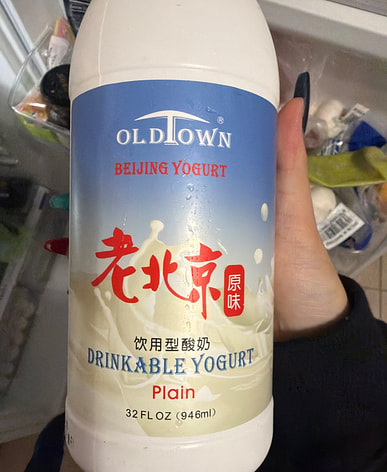 OLDTOWN®
BEIJING YOGURT
老北京
原味
饮用型酸奶
DRINKABLE YOGURT
Plain
32 FL OZ (946ml)